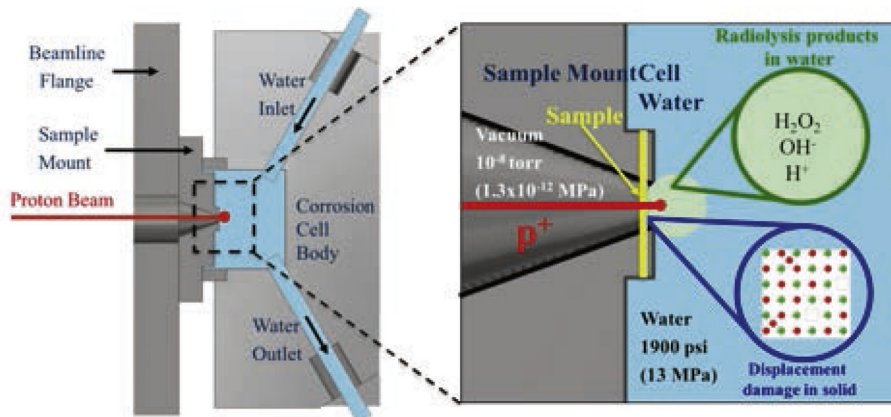 Beamline
Flange
Sample
Mount
Proton Beam
Water
Inlet
Corrosion
Cell
Body
Water
Outlet
Sample Mount
Cell
Water
Sample
Vacuum
10⁻⁸ torr
(1.3x10⁻¹² MPa)
p⁺
Radiolysis products
in water
H₂O₂
OH⁻
H⁺
Water
1900 psi
(13 MPa)
Displacement
damage in solid